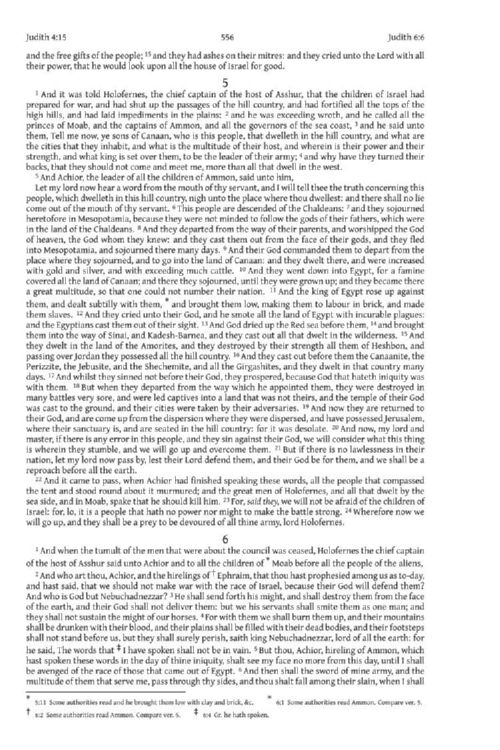 Judith 4:15 556 Judith 6:6
and the free gifts of the people; 15 and they had ashes on their mitres: and they cried unto the Lord with all
their power, that he would look upon all the house of Israel for good.
5
1 And it was told Holofernes, the chief captain of the host of Asshur, that the children of Israel had
prepared for war, and had shut up the passages of the hill country, and had fortified all the tops of the
high hills, and had laid impediments in the plains: 2 and he was exceeding wroth, and he called all the
princes of Moab, and the captains of Ammon, and all the governors of the sea coast, 3 and he said unto
them, Tell me now, ye sons of Canaan, who is this people, that dwelleth in the hill country, and what are
the cities that they inhabit, and what is the multitude of their host, and wherein is their power and their
strength, and what king is set over them, to be the leader of their army; 4 and why have they turned their
backs, that they should not come and meet me, more than all that dwell in the west.
5 And Achior, the leader of all the children of Ammon, said unto him,
Let my lord now hear a word from the mouth of thy servant, and I will tell thee the truth concerning this
people, which dwelleth in this hill country, nigh unto the place where thou dwellest: and there shall no lie
come out of the mouth of thy servant. 6 This people are descended of the Chaldeans: 7 and they sojourned
heretofore in Mesopotamia, because they were not minded to follow the gods of their fathers, which were
in the land of the Chaldeans. 8 And they departed from the way of their parents, and worshipped the God
of heaven, the God whom they knew: and they cast them out from the face of their gods, and they fled
into Mesopotamia, and sojourned there many days. 9 And their God commanded them to depart from the
place where they sojourned, and to go into the land of Canaan: and they dwelt there, and were increased
with gold and silver, and with exceeding much cattle. 10 And they went down into Egypt, for a famine
covered all the land of Canaan; and there they sojourned, until they were grown up; and they became there
a great multitude, so that one could not number their nation. 11 And the king of Egypt rose up against
them, and dealt subtilly with them, * and brought them low, making them to labour in brick, and made
them slaves. 12 And they cried unto their God, and he smote all the land of Egypt with incurable plagues:
and the Egyptians cast them out of their sight. 13 And God dried up the Red sea before them, 14 and brought
them into the way of Sinai, and Kadesh-Barnea, and they cast out all that dwelt in the wilderness. 15 And
they dwelt in the land of the Amorites, and they destroyed by their strength all them of Heshbon, and
passing over Jordan they possessed all the hill country. 16 And they cast out before them the Canaanite, the
Perizzite, the Jebusite, and the Shechemite, and all the Girgashites, and they dwelt in that country many
days. 17 And whilst they sinned not before their God, they prospered, because God that hateth iniquity was
with them. 18 But when they departed from the way which he appointed them, they were destroyed in
many battles very sore, and were led captives into a land that was not theirs, and the temple of their God
was cast to the ground, and their cities were taken by their adversaries. 19 And now they are returned to
their God, and are come up from the dispersion where they were dispersed, and have possessed Jerusalem,
where their sanctuary is, and are seated in the hill country: for it was desolate. 20 And now, my lord and
master, if there is any error in this people, and they sin against their God, we will consider what this thing
is wherein they stumble, and we will go up and overcome them. 21 But if there is no lawlessness in their
nation, let my lord now pass by, lest their Lord defend them, and their God be for them, and we shall be a
reproach before all the earth.
22 And it came to pass, when Achior had finished speaking these words, all the people that compassed
the tent and stood round about it murmured; and the great men of Holofernes, and all that dwelt by the
sea side, and in Moab, spake that he should kill him. 23 For, said they, we will not be afraid of the children of
Israel: for, lo, it is a people that hath no power nor might to make the battle strong. 24 Wherefore now we
will go up, and they shall be a prey to be devoured of all thine army, lord Holofernes.
6
1 And when the tumult of the men that were about the council was ceased, Holofernes the chief captain
of the host of Asshur said unto Achior and to all the children of * Moab before all the people of the aliens,
2 And who art thou, Achior, and the hirelings of † Ephraim, that thou hast prophesied among us as to-day,
and hast said, that we should not make war with the race of Israel, because their God will defend them?
And who is God but Nebuchadnezzar? 3 He shall send forth his might, and shall destroy them from the face
of the earth, and their God shall not deliver them: but we his servants shall smite them as one man; and
they shall not sustain the might of our horses. 4 For with them we shall burn them up, and their mountains
shall be drunken with their blood, and their plains shall be filled with their dead bodies, and their footsteps
shall not stand before us, but they shall surely perish, saith king Nebuchadnezzar, lord of all the earth: for
he said, The words that ‡ I have spoken shall not be in vain. 5 But thou, Achior, hireling of Ammon, which
hast spoken these words in the day of thine iniquity, shalt see my face no more from this day, until I shall
be avenged of the race of those that came out of Egypt. 6 And then shall the sword of mine army, and the
multitude of them that serve me, pass through thy sides, and thou shalt fall among their slain, when I shall
* 5:11 Some authorities read and he brought them low with clay and brick, &c. * 6:1 Some authorities read Ammon. Compare ver. 5.
† 6:2 Some authorities read Ammon. Compare ver. 5. ‡ 6:4 Gr. he hath spoken.